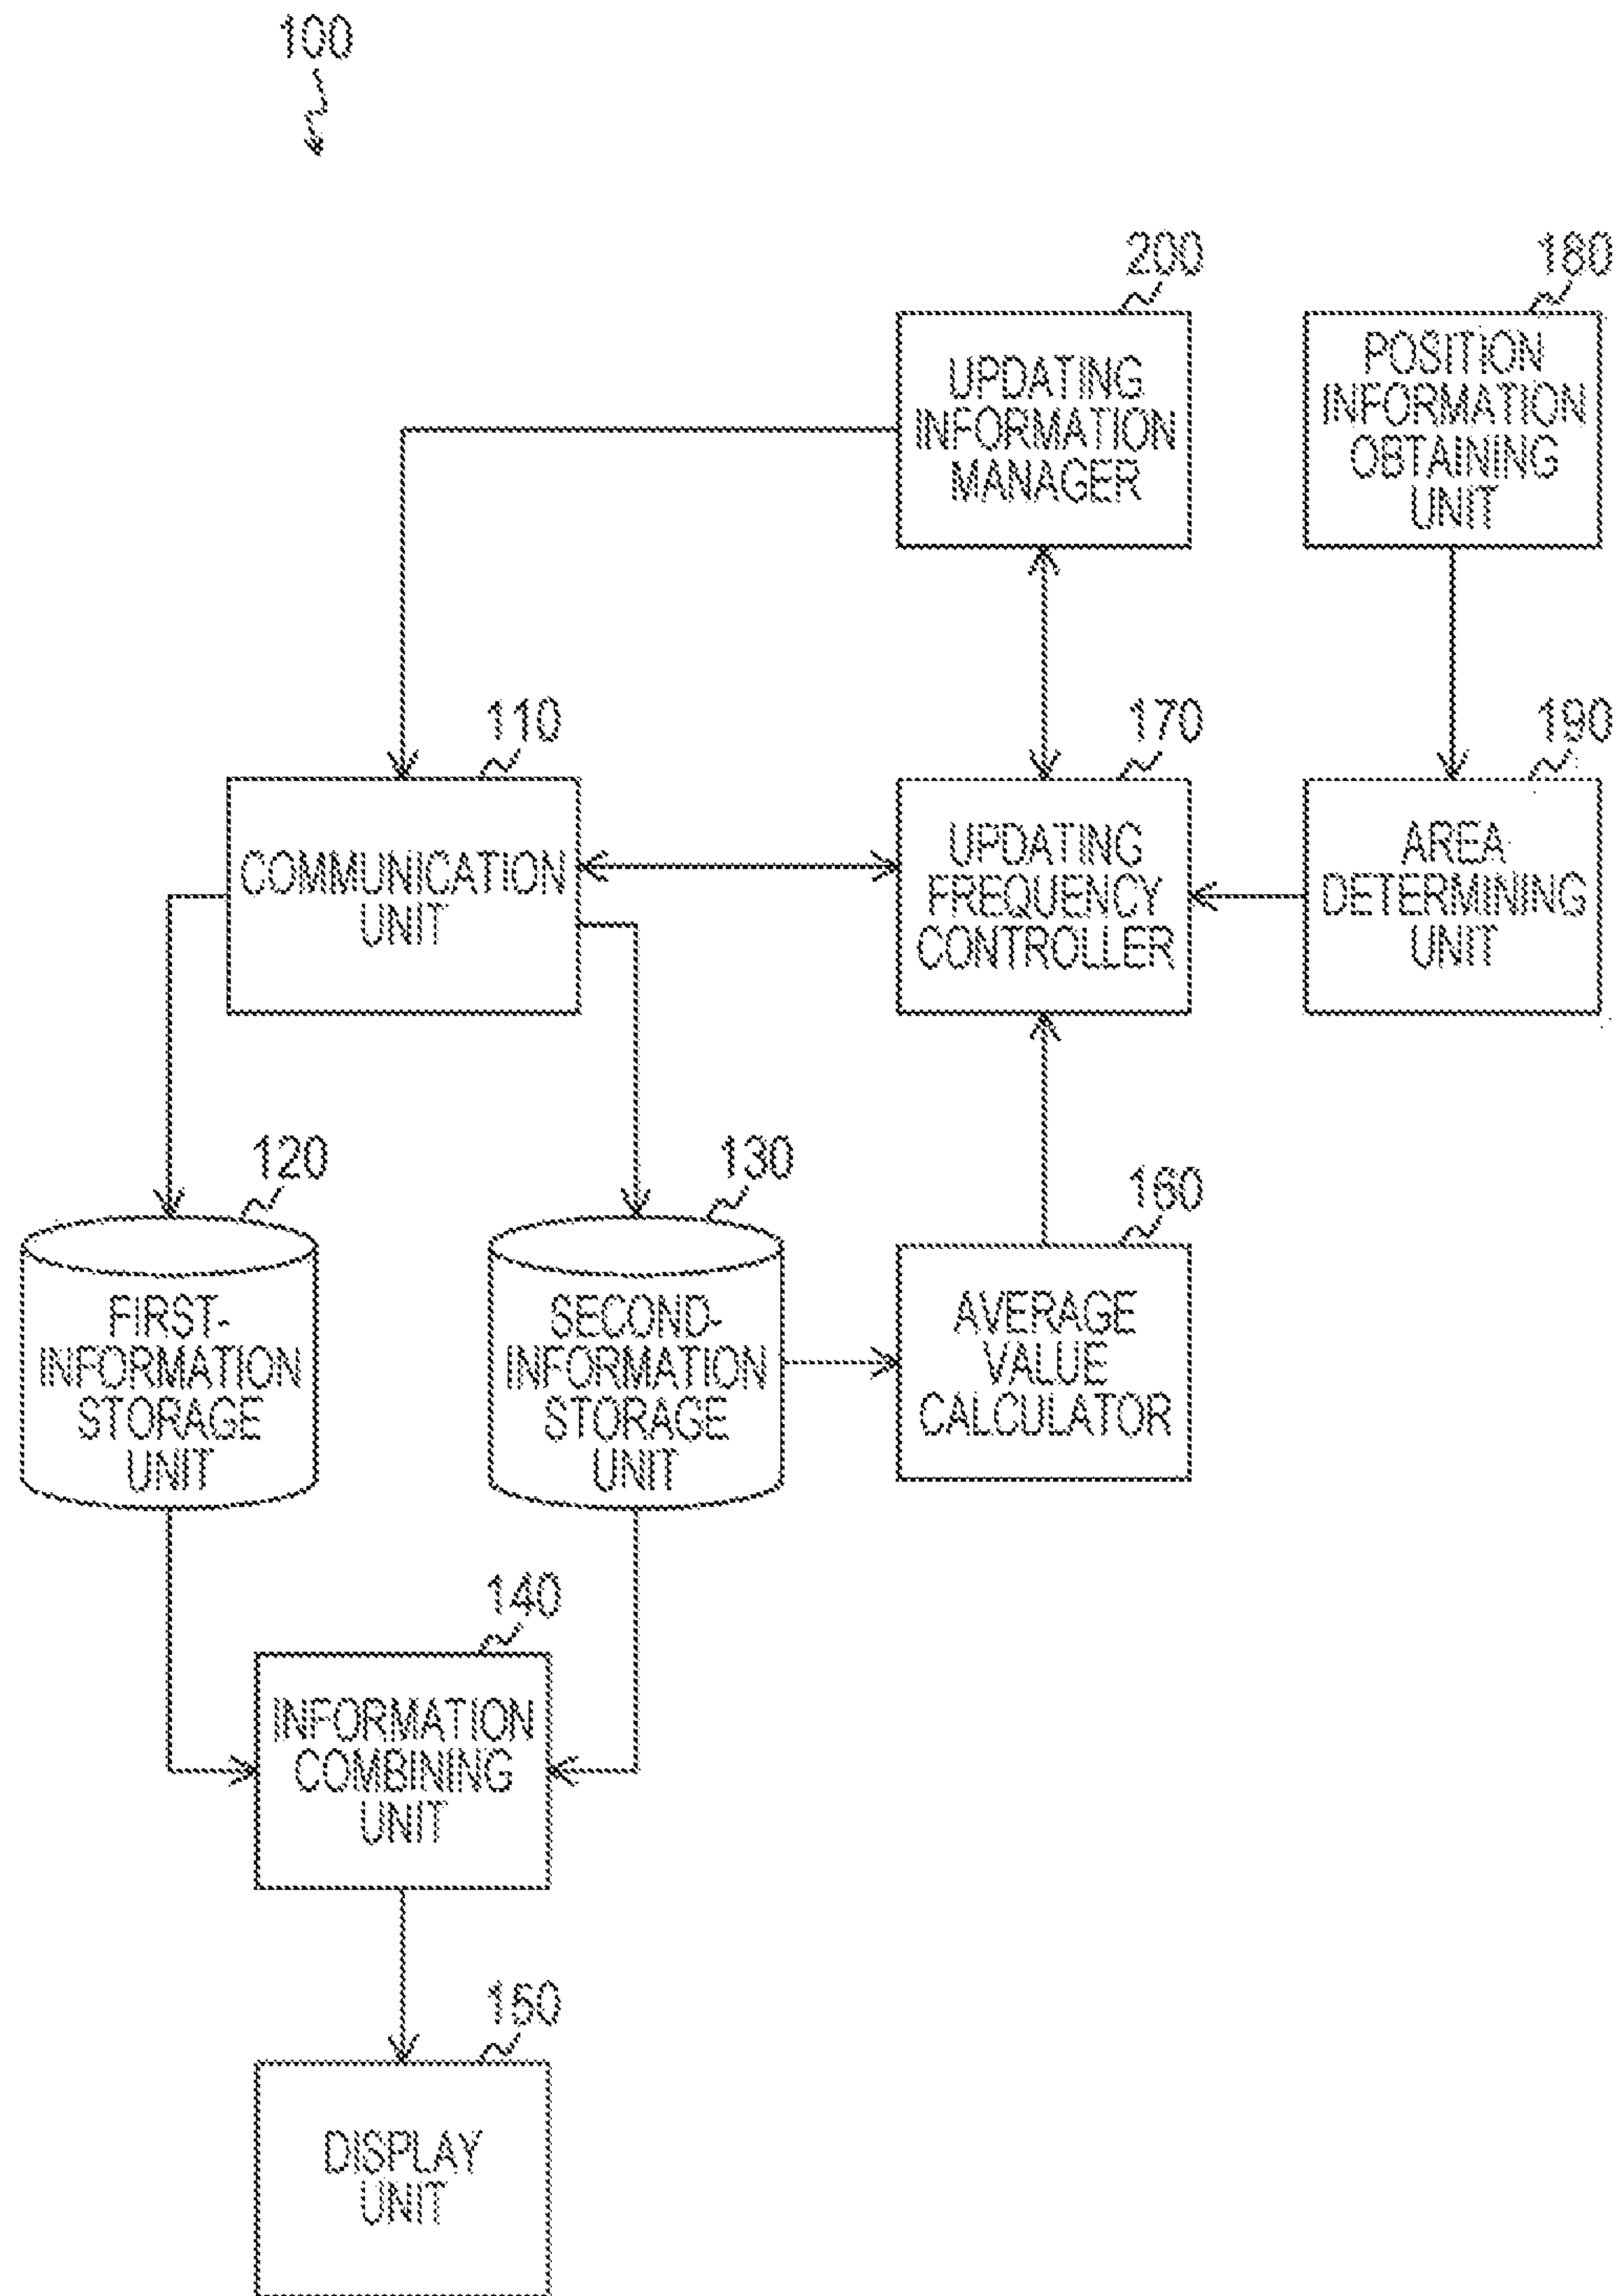 100
200
UPDATING
INFORMATION
MANAGER
180
POSITION
INFORMATION
OBTAINING
UNIT
110
COMMUNICATION
UNIT
170
UPDATING
FREQUENCY
CONTROLLER
190
AREA
DETERMINING
UNIT
120
FIRST-
INFORMATION
STORAGE
UNIT
130
SECOND-
INFORMATION
STORAGE
UNIT
160
AVERAGE
VALUE
CALCULATOR
140
INFORMATION
COMBINING
UNIT
150
DISPLAY
UNIT